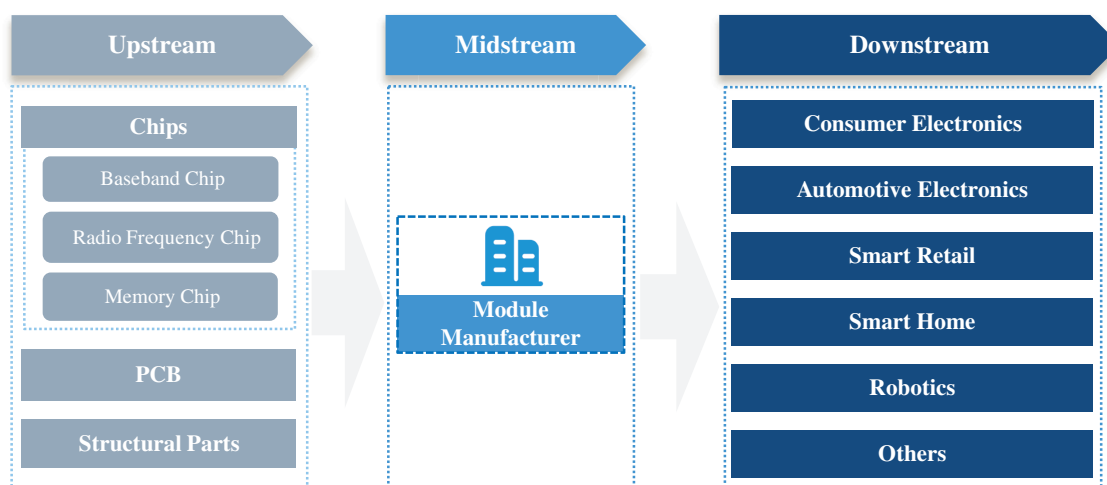 Upstream
Midstream
Downstream
Chips
Baseband Chip
Radio Frequency Chip
Memory Chip
PCB
Structural Parts
Module
Manufacturer
Consumer Electronics
Automotive Electronics
Smart Retail
Smart Home
Robotics
Others